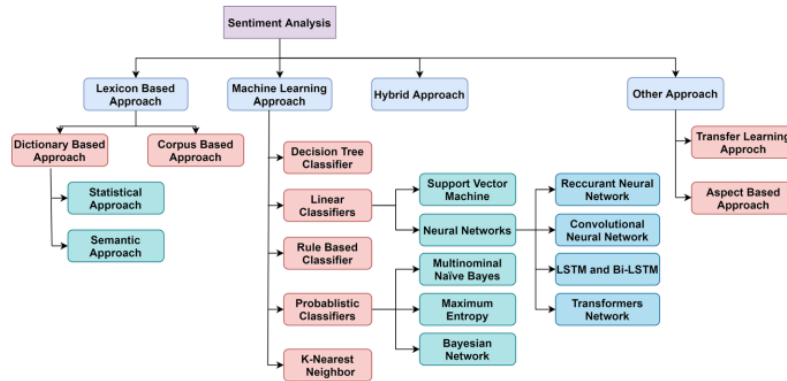 Sentiment Analysis
Lexicon Based
Approach
Machine Learning
Approach
Hybrid Approach
Other Approach
Dictionary Based
Approach
Corpus Based
Approach
Statistical
Approach
Semantic
Approach
Decision Tree
Classifier
Linear
Classifiers
Rule Based
Classifier
Probablistic
Classifiers
K-Nearest
Neighbor
Support Vector
Machine
Neural Networks
Multinominal
Naïve Bayes
Maximum
Entropy
Bayesian
Network
Reccurant Neural
Network
Convolutional
Neural Network
LSTM and Bi-LSTM
Transformers
Network
Transfer Learning
Approch
Aspect Based
Approach